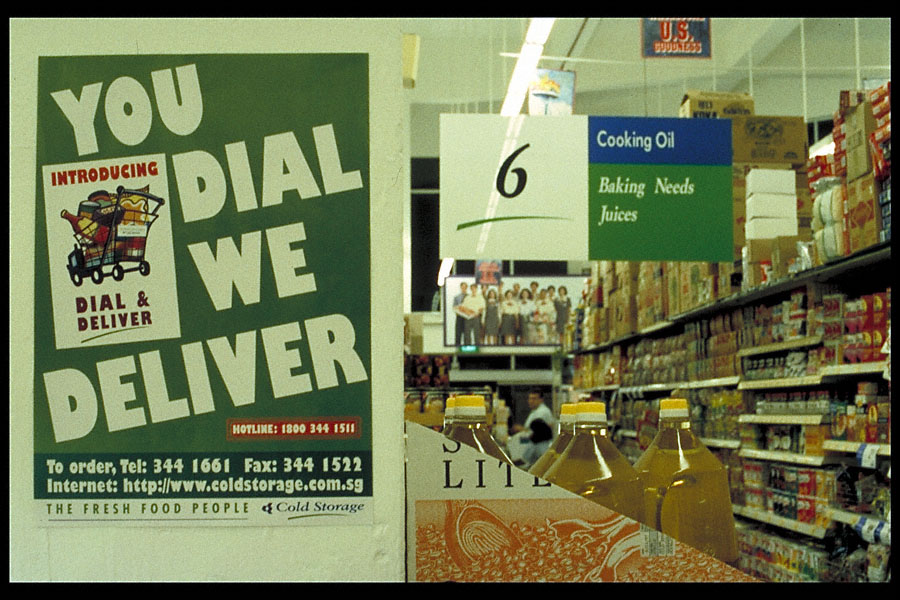 YOU
DIAL
WE
DELIVER
INTRODUCING
DIAL &
DELIVER
HOTLINE: 1800 344 1511
To order, Tel: 344 1661 Fax: 344 1522
Internet: http://www.coldstorage.com.sg
THE FRESH FOOD PEOPLE Cold Storage
6
Cooking Oil
Baking Needs
Juices
U.S.
GOODNESS
LITE